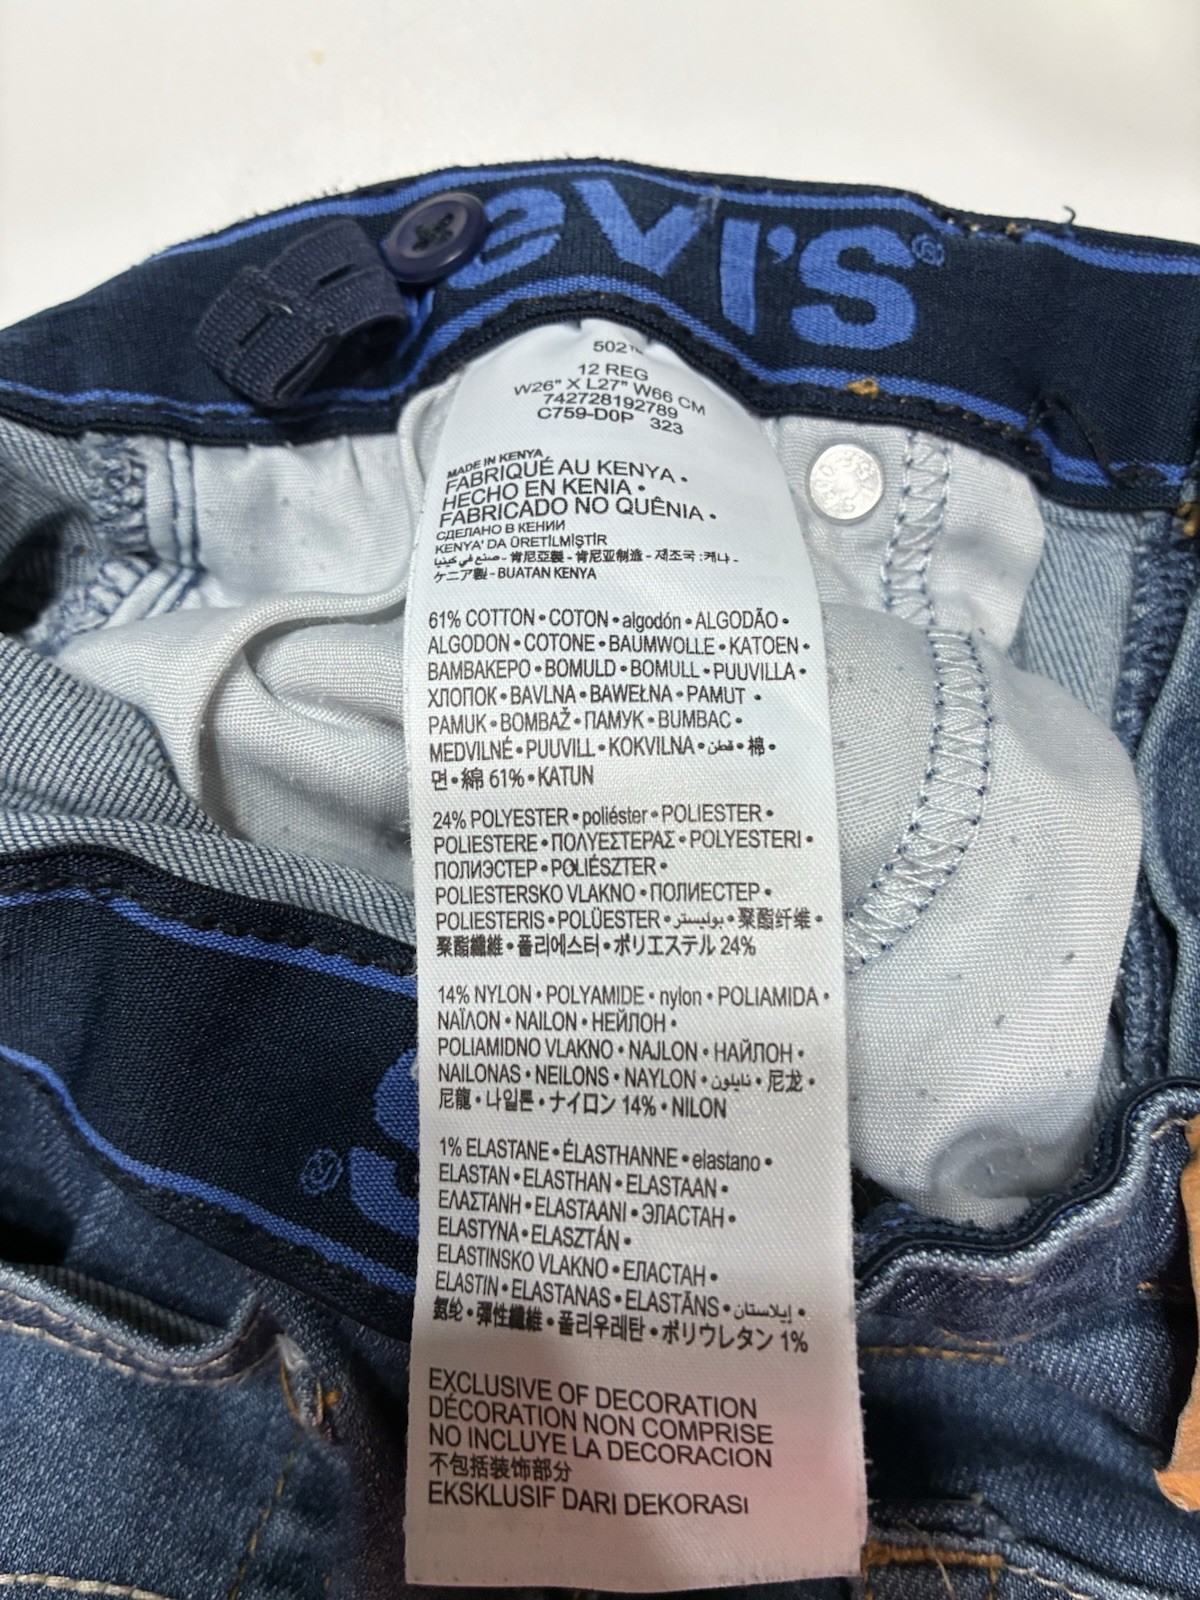 evi's®
502™
12 REG
W26" X L27" W66 CM
742728192789
C759-D0P 323
MADE IN KENYA
FABRIQUÉ AU KENYA •
HECHO EN KENIA •
FABRICADO NO QUÊNIA •
СДЕЛАНО В КЕНИИ
KENYA' DA ÜRETİLMİŞTİR
صنع في كينيا - 肯尼亞製 - 肯尼亚制造 - 제조국 :케냐 -
ケニア製 - BUATAN KENYA
61% COTTON • COTON • algodón • ALGODÃO •
ALGODON • COTONE • BAUMWOLLE • KATOEN •
ΒΑΜΒΑΚΕΡΟ • BOMULD • BOMULL • PUUVILLA •
ХЛОПОК • BAVLNA • BAWEŁNA • PAMUT •
PAMUK • BOMBAŽ • ПАМУК • BUMBAC •
MEDVILNÉ • PUUVILL • KOKVILNA • قطن • 棉 •
면 • 綿 61% • KATUN
24% POLYESTER • poliéster • POLIESTER •
POLIESTERE • ΠΟΛΥΕΣΤΕΡΑΣ • POLYESTERI •
ПОЛИЭСТЕР • POLIÉSZTER •
POLIESTERSKO VLAKNO • ПОЛИЕСТЕР •
POLIESTERIS • POLÜESTER • بوليستر • 聚酯纤维 •
聚酯纖維 • 폴리에스터 • ポリエステル 24%
14% NYLON • POLYAMIDE • nylon • POLIAMIDA •
ΝΑΪΛΟΝ • NAILON • НЕЙЛОН •
POLIAMIDNO VLAKNO • NAJLON • НАЙЛОН •
NAILONAS • NEILONS • NAYLON • نايلون • 尼龙 •
尼龍 • 나일론 • ナイロン 14% • NILON
1% ELASTANE • ÉLASTHANNE • elastano •
ELASTAN • ELASTHAN • ELASTAAN •
ΕΛΑΣΤΑΝΗ • ELASTAANI • ЭЛАСТАН •
ELASTYNA • ELASZTÁN •
ELASTINSKO VLAKNO • ЕЛАСТАН •
ELASTIN • ELASTANAS • ELASTĀNS • إيلاستان •
氨纶 • 彈性纖維 • 폴리우레탄 • ポリウレタン 1%
EXCLUSIVE OF DECORATION
DÉCORATION NON COMPRISE
NO INCLUYE LA DECORACION
不包括装饰部分
EKSKLUSIF DARI DEKORASI
s®